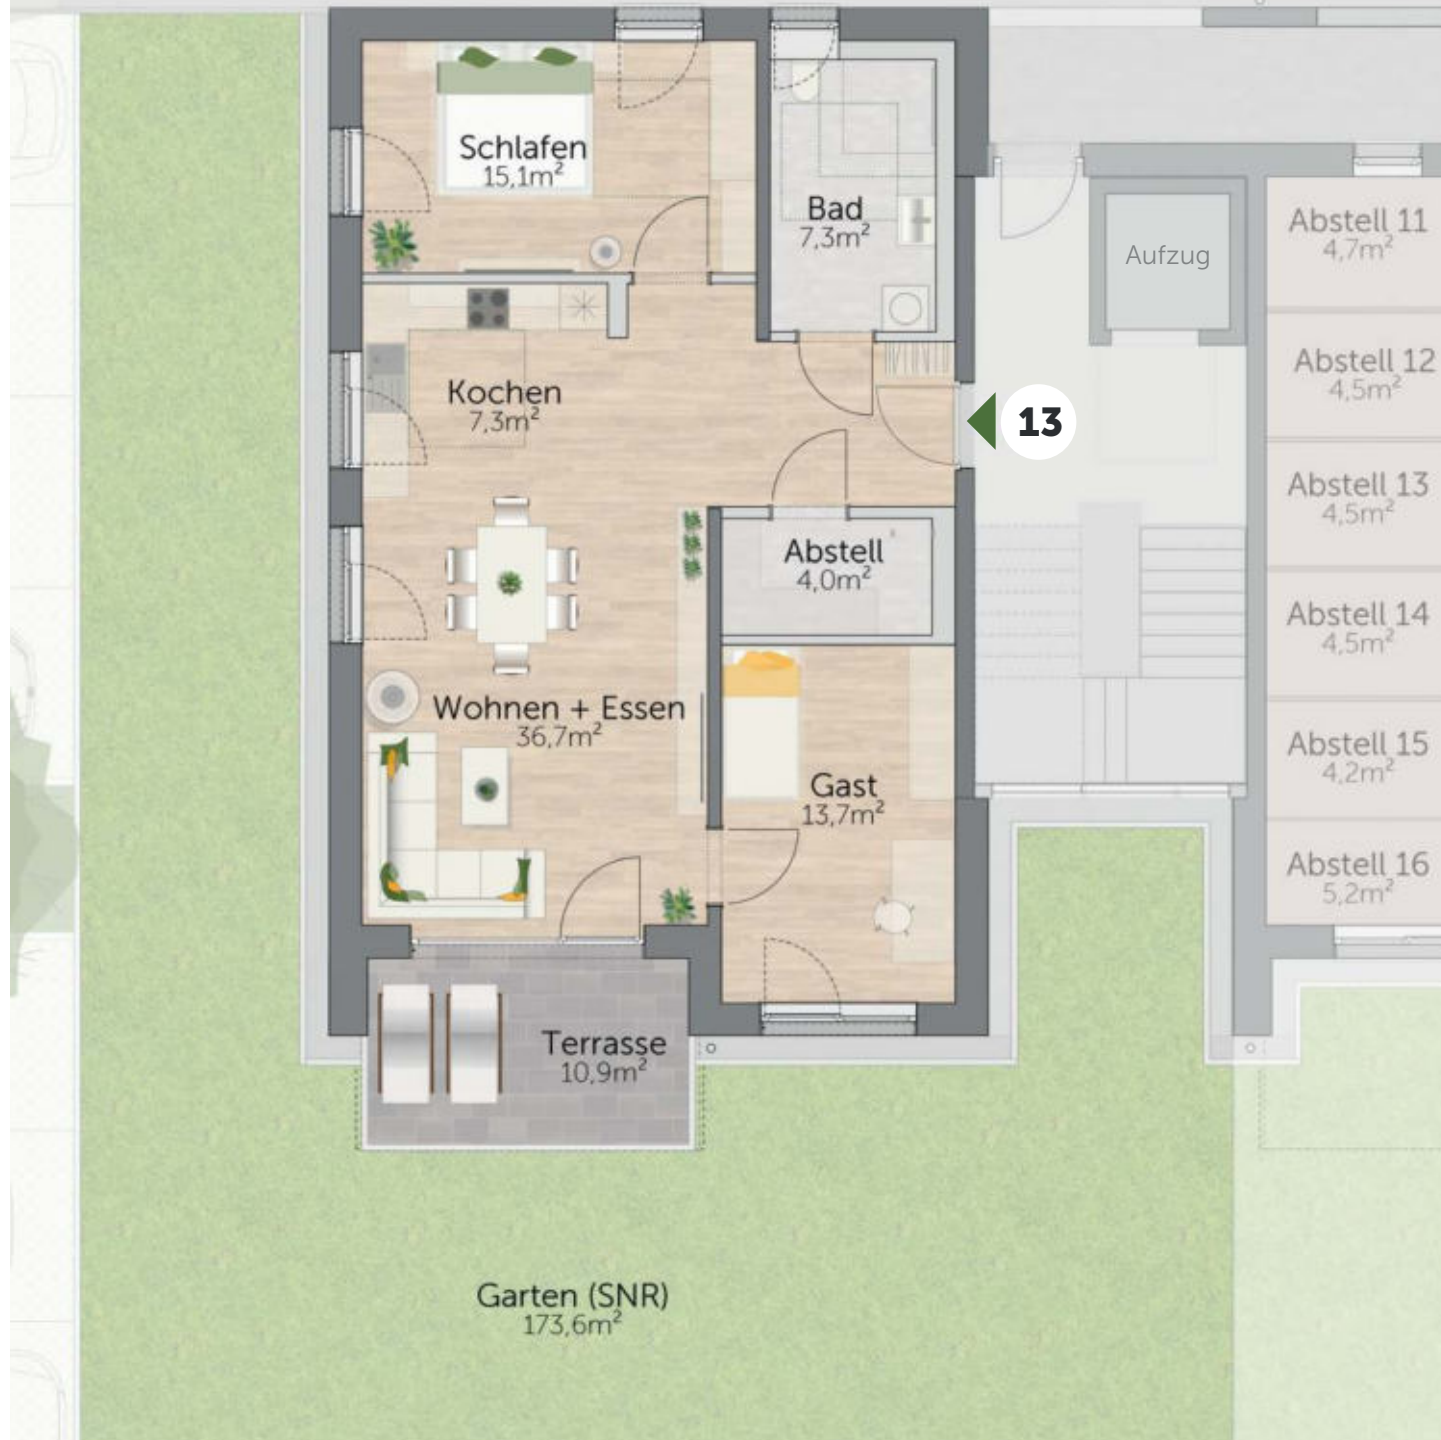 Schlafen
15,1m²
Bad
7,3m²
Aufzug
Abstell 11
4,7m²
Kochen
7,3m²
13
Abstell 12
4,5m²
Abstell 13
4,5m²
Abstell
4,0m²
Abstell 14
4,5m²
Wohnen + Essen
36,7m²
Gast
13,7m²
Abstell 15
4,2m²
Abstell 16
5,2m²
Terrasse
10,9m²
Garten (SNR)
173,6m²